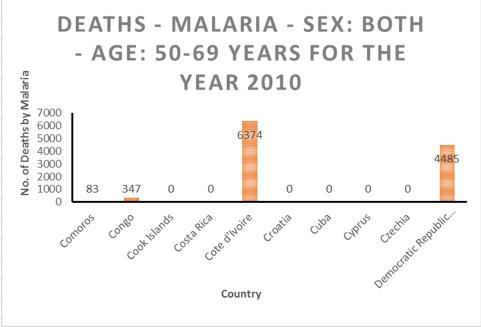 DEATHS - MALARIA - SEX: BOTH
- AGE: 50-69 YEARS FOR THE
YEAR 2010
No. of Deaths by Malaria
7000
6000
5000
4000
3000
2000
1000
0
83
347
0
0
6374
0
0
0
0
4485
Comoros
Congo
Cook Islands
Costa Rica
Cote d'Ivoire
Croatia
Cuba
Cyprus
Czechia
Democratic Republic...
Country